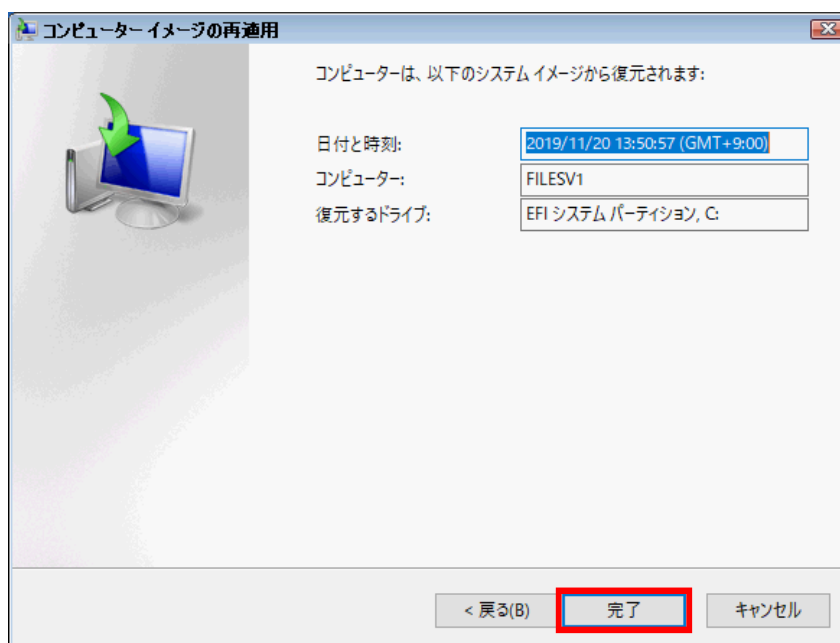 コンピューター イメージの再適用
コンピューターは、以下のシステム イメージから復元されます:
日付と時刻: 2019/11/20 13:50:57 (GMT+9:00)
コンピューター: FILESV1
復元するドライブ: EFI システム パーティション, C:
< 戻る(B) 完了 キャンセル